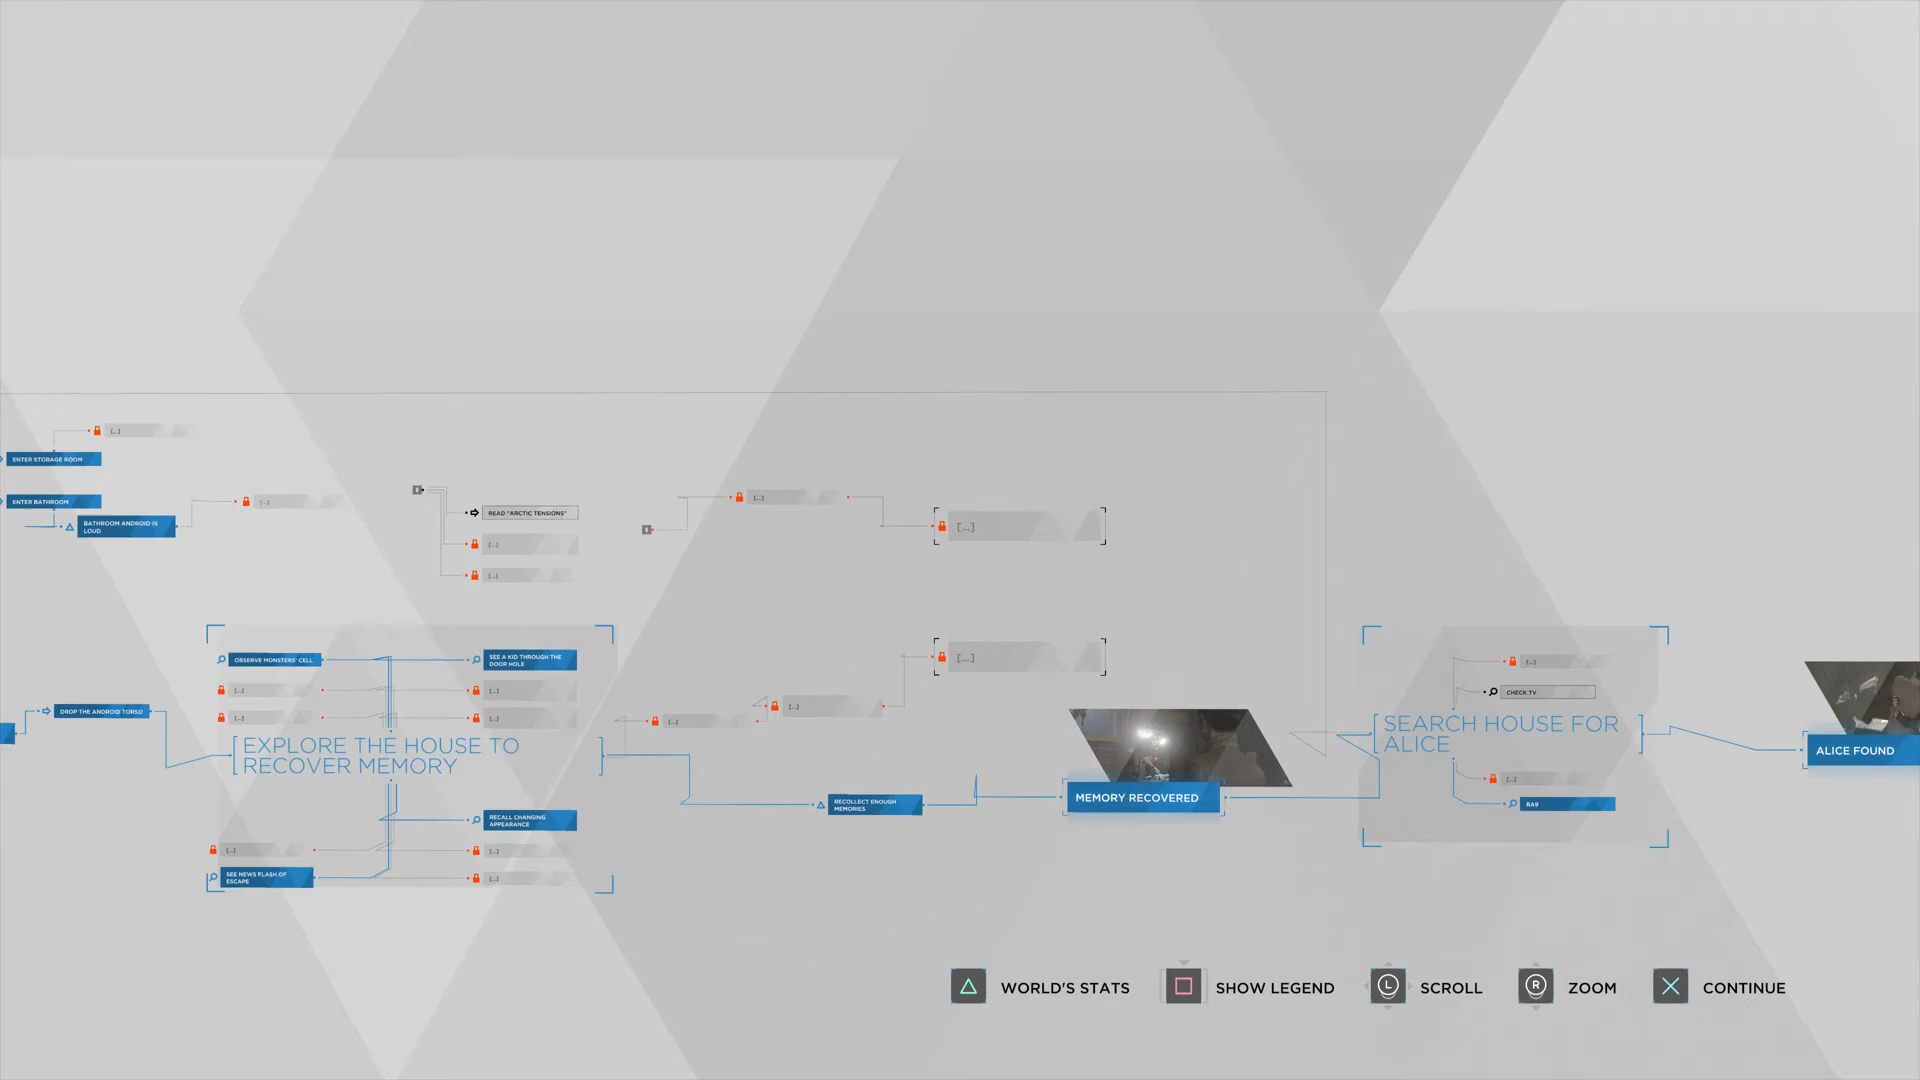 [...]
ENTER STORAGE ROOM
ENTER BATHROOM
[...]
BATHROOM ANDROID IS
LOUD
READ "ARCTIC TENSIONS"
[...]
[...]
[...]
[...]
[...]
OBSERVE MONSTERS' CELL
SEE A KID THROUGH THE
DOOR HOLE
[...]
[...]
[...]
[...]
DROP THE ANDROID TORSO
EXPLORE THE HOUSE TO
RECOVER MEMORY
RECALL CHANGING
APPEARANCE
[...]
[...]
SEE NEWS FLASH OF
ESCAPE
[...]
[...]
[...]
RECOLLECT ENOUGH
MEMORIES
MEMORY RECOVERED
[...]
CHECK TV
SEARCH HOUSE FOR
ALICE
[...]
RA9
ALICE FOUND
WORLD'S STATS
SHOW LEGEND
L
SCROLL
R
ZOOM
CONTINUE